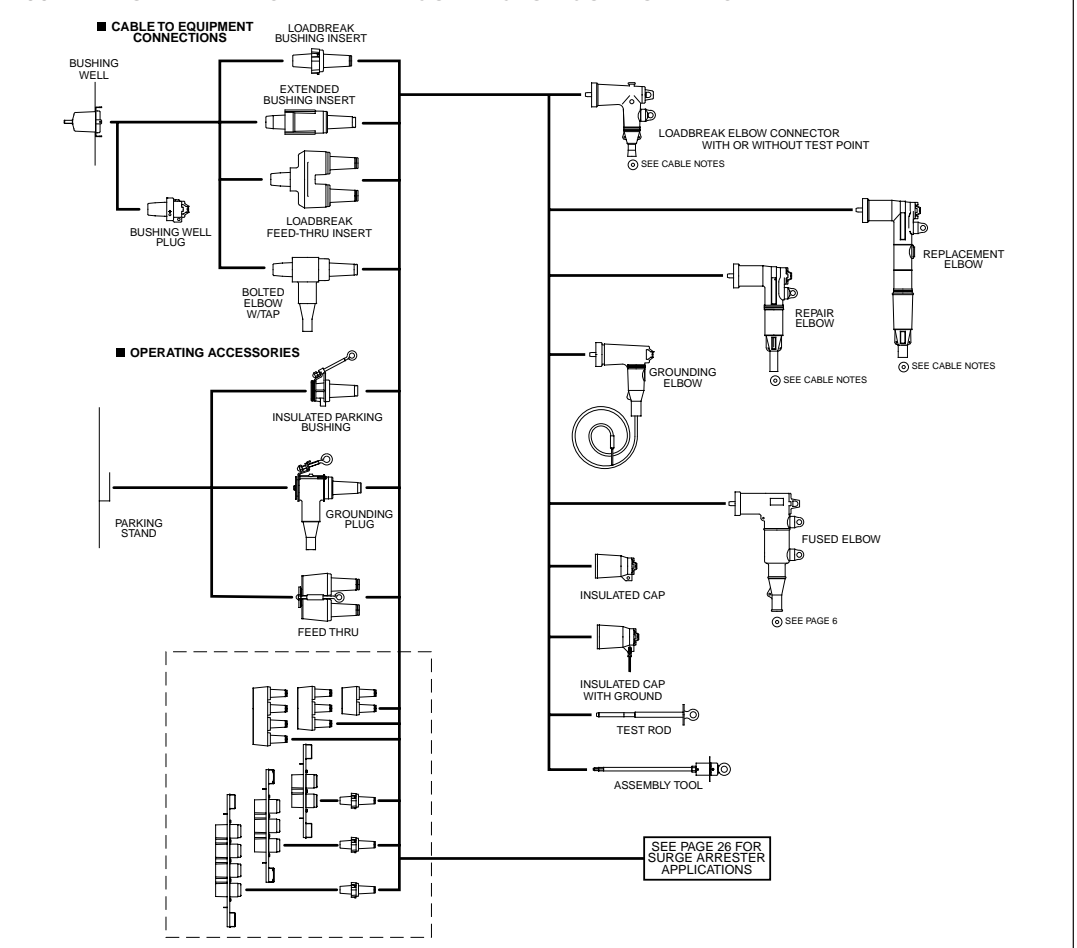 ■ CABLE TO EQUIPMENT
CONNECTIONS
LOADBREAK
BUSHING INSERT
BUSHING
WELL
EXTENDED
BUSHING INSERT
LOADBREAK
FEED-THRU INSERT
BUSHING WELL
PLUG
BOLTED
ELBOW
W/TAP
■ OPERATING ACCESSORIES
INSULATED PARKING
BUSHING
PARKING
STAND
GROUNDING
PLUG
FEED THRU
LOADBREAK ELBOW CONNECTOR
WITH OR WITHOUT TEST POINT
SEE CABLE NOTES
REPLACEMENT
ELBOW
SEE CABLE NOTES
REPAIR
ELBOW
SEE CABLE NOTES
GROUNDING
ELBOW
FUSED ELBOW
SEE PAGE 6
INSULATED CAP
INSULATED CAP
WITH GROUND
TEST ROD
ASSEMBLY TOOL
SEE PAGE 26 FOR
SURGE ARRESTER
APPLICATIONS